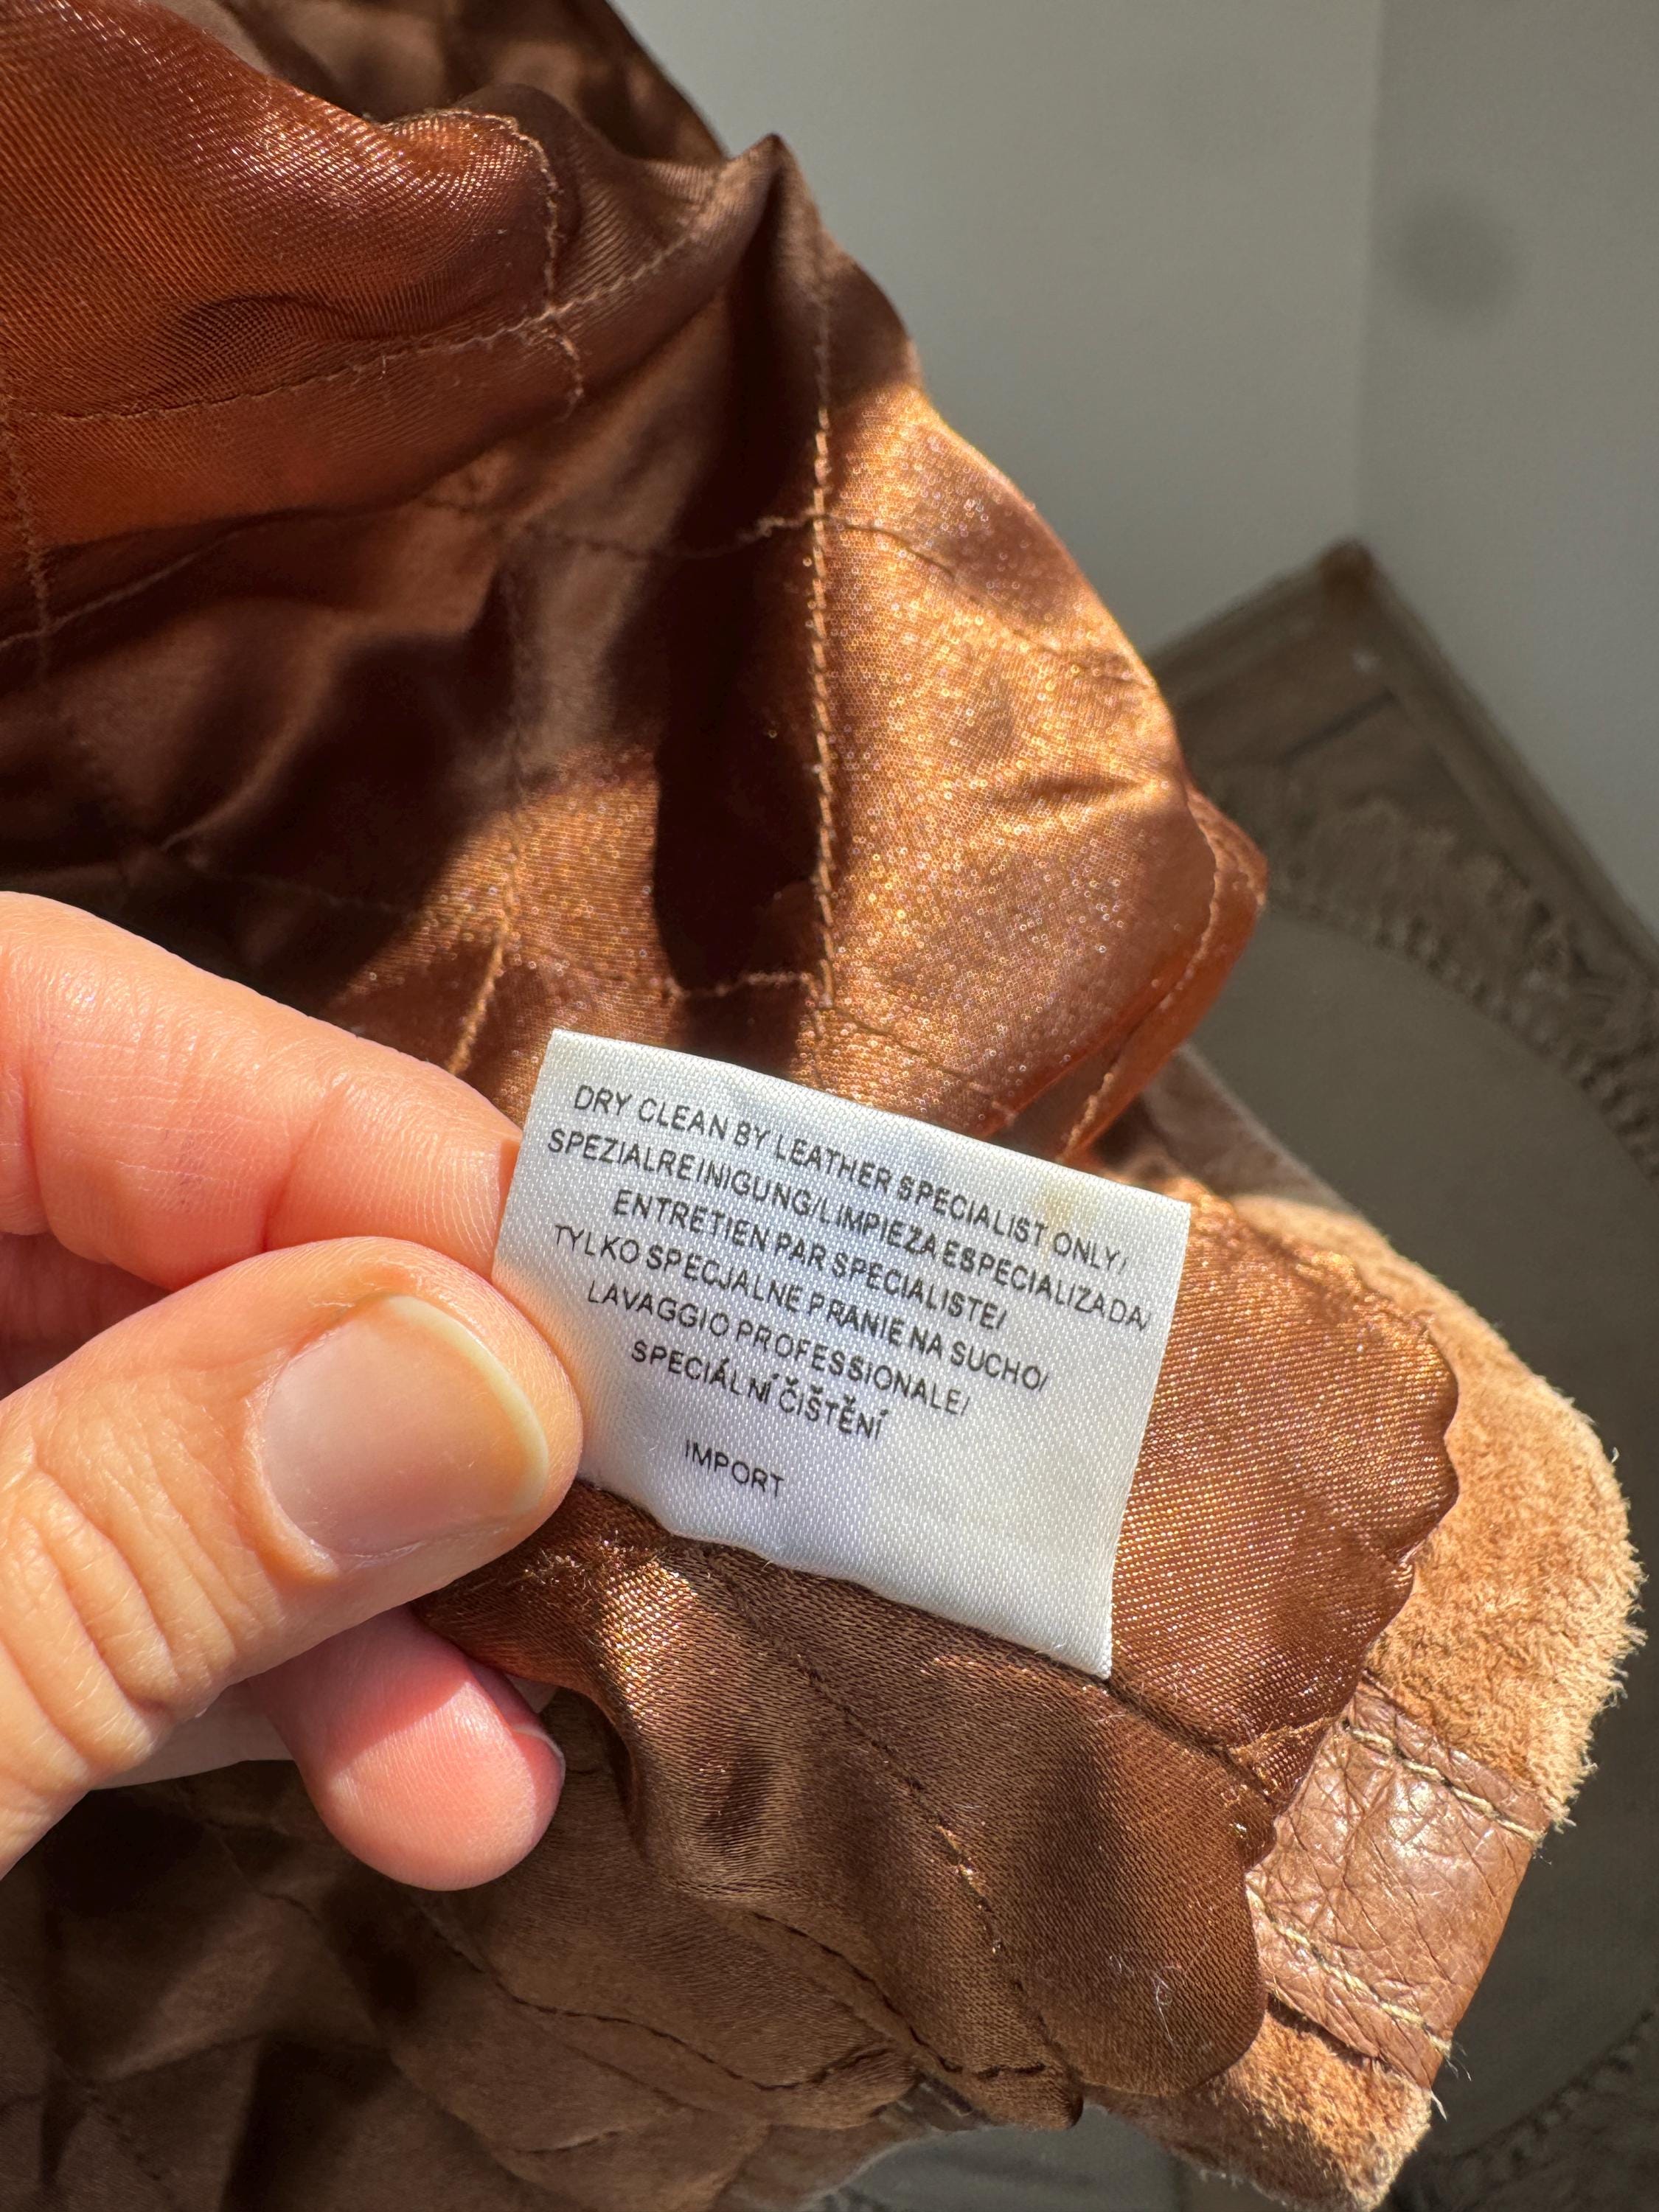 DRY CLEAN BY LEATHER SPECIALIST ONLY/
SPEZIALREINIGUNG/LIMPIEZA ESPECIALIZADA/
ENTRETIEN PAR SPECIALISTE/
TYLKO SPECJALNE PRANIE NA SUCHO/
LAVAGGIO PROFESSIONALE/
SPECIÁLNÍ ČIŠTĚNÍ
IMPORT